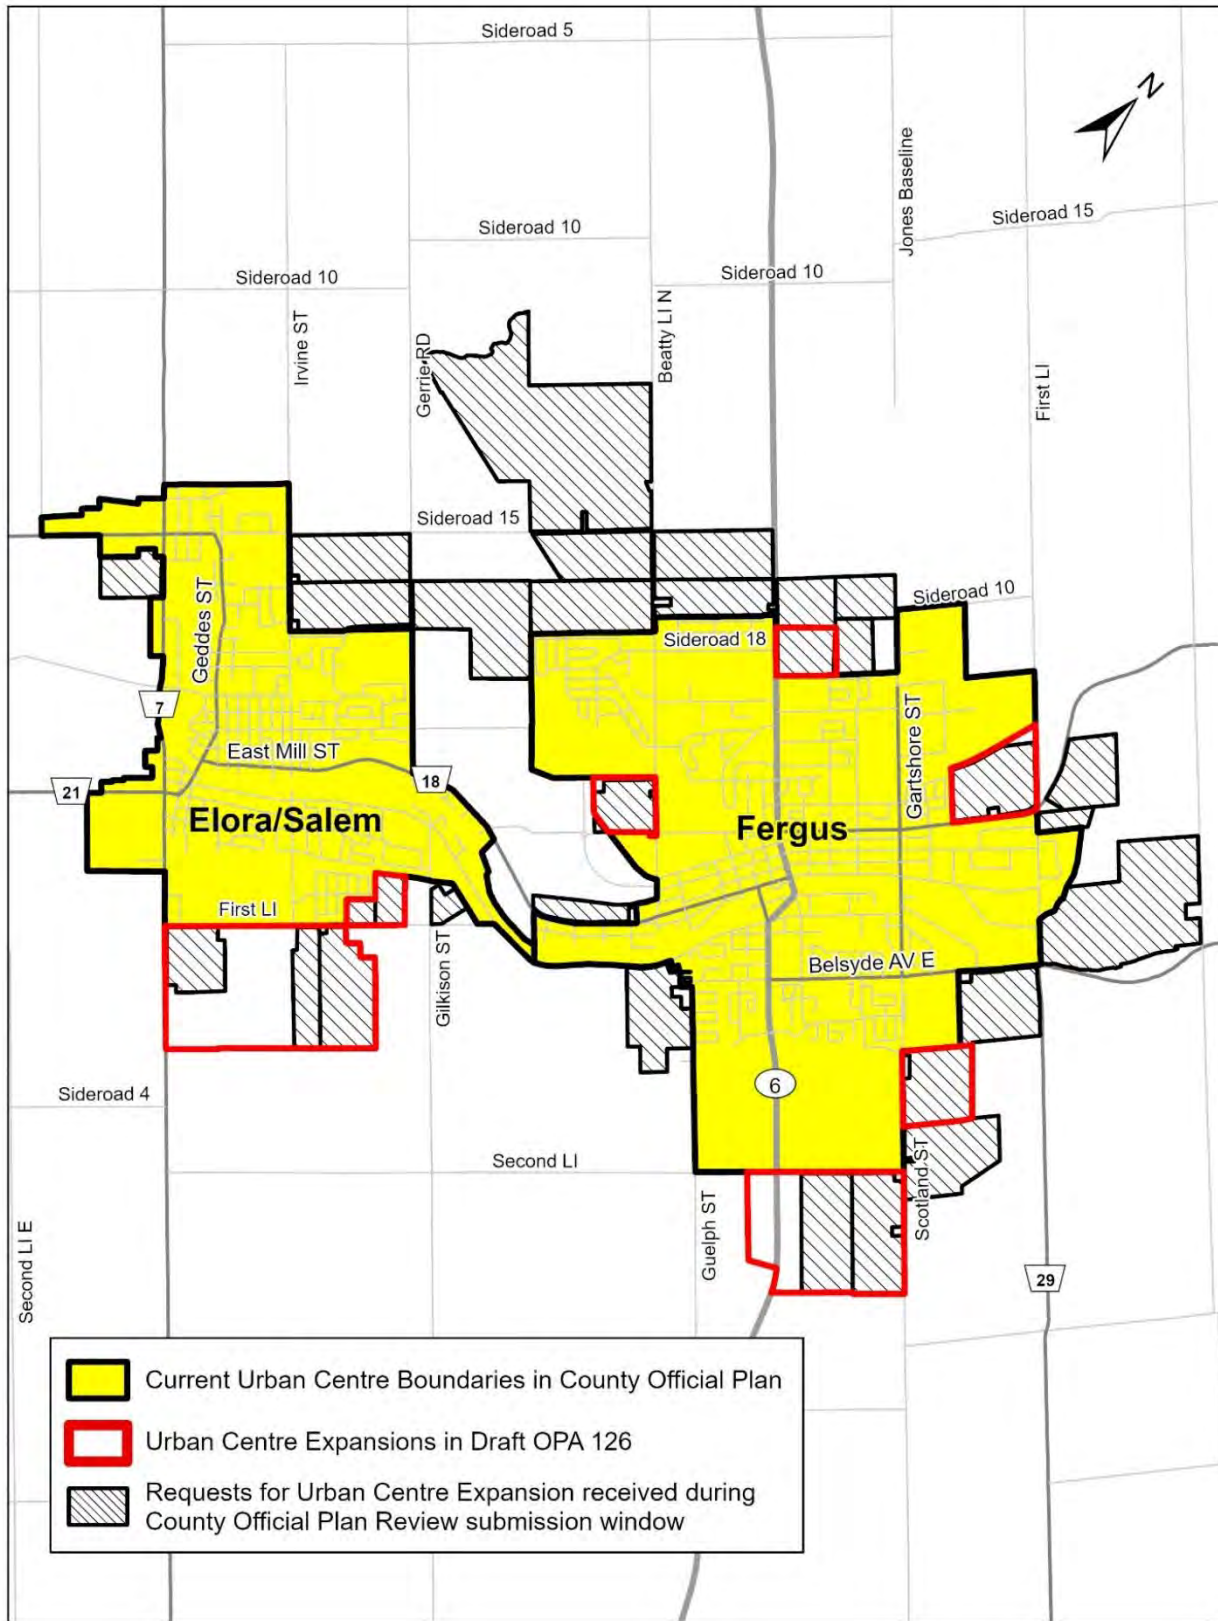 Sideroad 5
N
Jones Baseline
Sideroad 15
Sideroad 10
Sideroad 10
Sideroad 10
Irvine ST
Gerrie RD
Beatty LI N
First LI
Sideroad 15
Sideroad 10
Geddes ST
Sideroad 18
7
Gartshore ST
East Mill ST
18
21
Elora/Salem
Fergus
First LI
Gilkison ST
Belsyde AV E
6
Sideroad 4
Second LI
Scotland ST
Guelph ST
Second LI E
29
Current Urban Centre Boundaries in County Official Plan
Urban Centre Expansions in Draft OPA 126
Requests for Urban Centre Expansion received during
County Official Plan Review submission window